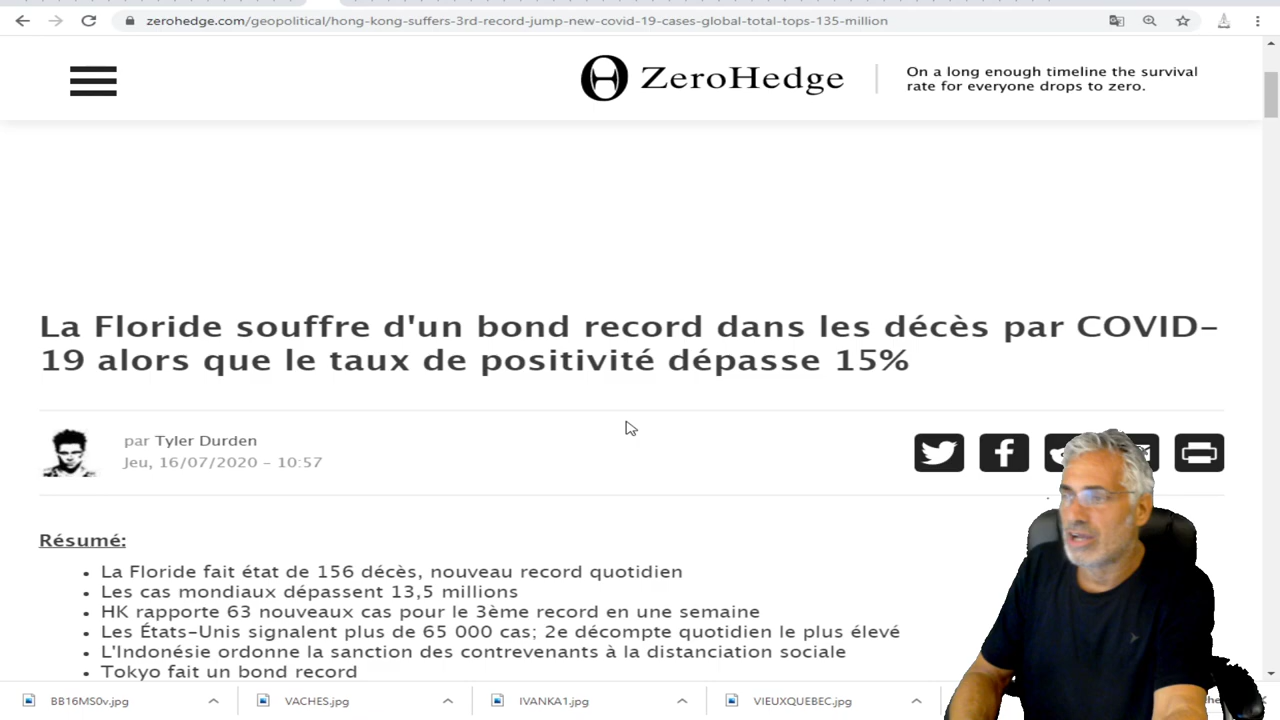 zerohedge.com/geopolitical/hong-kong-suffers-3rd-record-jump-new-covid-19-cases-global-total-tops-135-million
ZeroHedge
On a long enough timeline the survival
rate for everyone drops to zero.
La Floride souffre d'un bond record dans les décès par COVID-
19 alors que le taux de positivité dépasse 15%
par Tyler Durden
Jeu, 16/07/2020 - 10:57
Résumé:
• La Floride fait état de 156 décès, nouveau record quotidien
• Les cas mondiaux dépassent 13,5 millions
• HK rapporte 63 nouveaux cas pour le 3ème record en une semaine
• Les États-Unis signalent plus de 65 000 cas; 2e décompte quotidien le plus élevé
• L'Indonésie ordonne la sanction des contrevenants à la distanciation sociale
• Tokyo fait un bond record
BB16MS0v.jpg
VACHES.jpg
IVANKA1.jpg
VIEUXQUEBEC.jpg